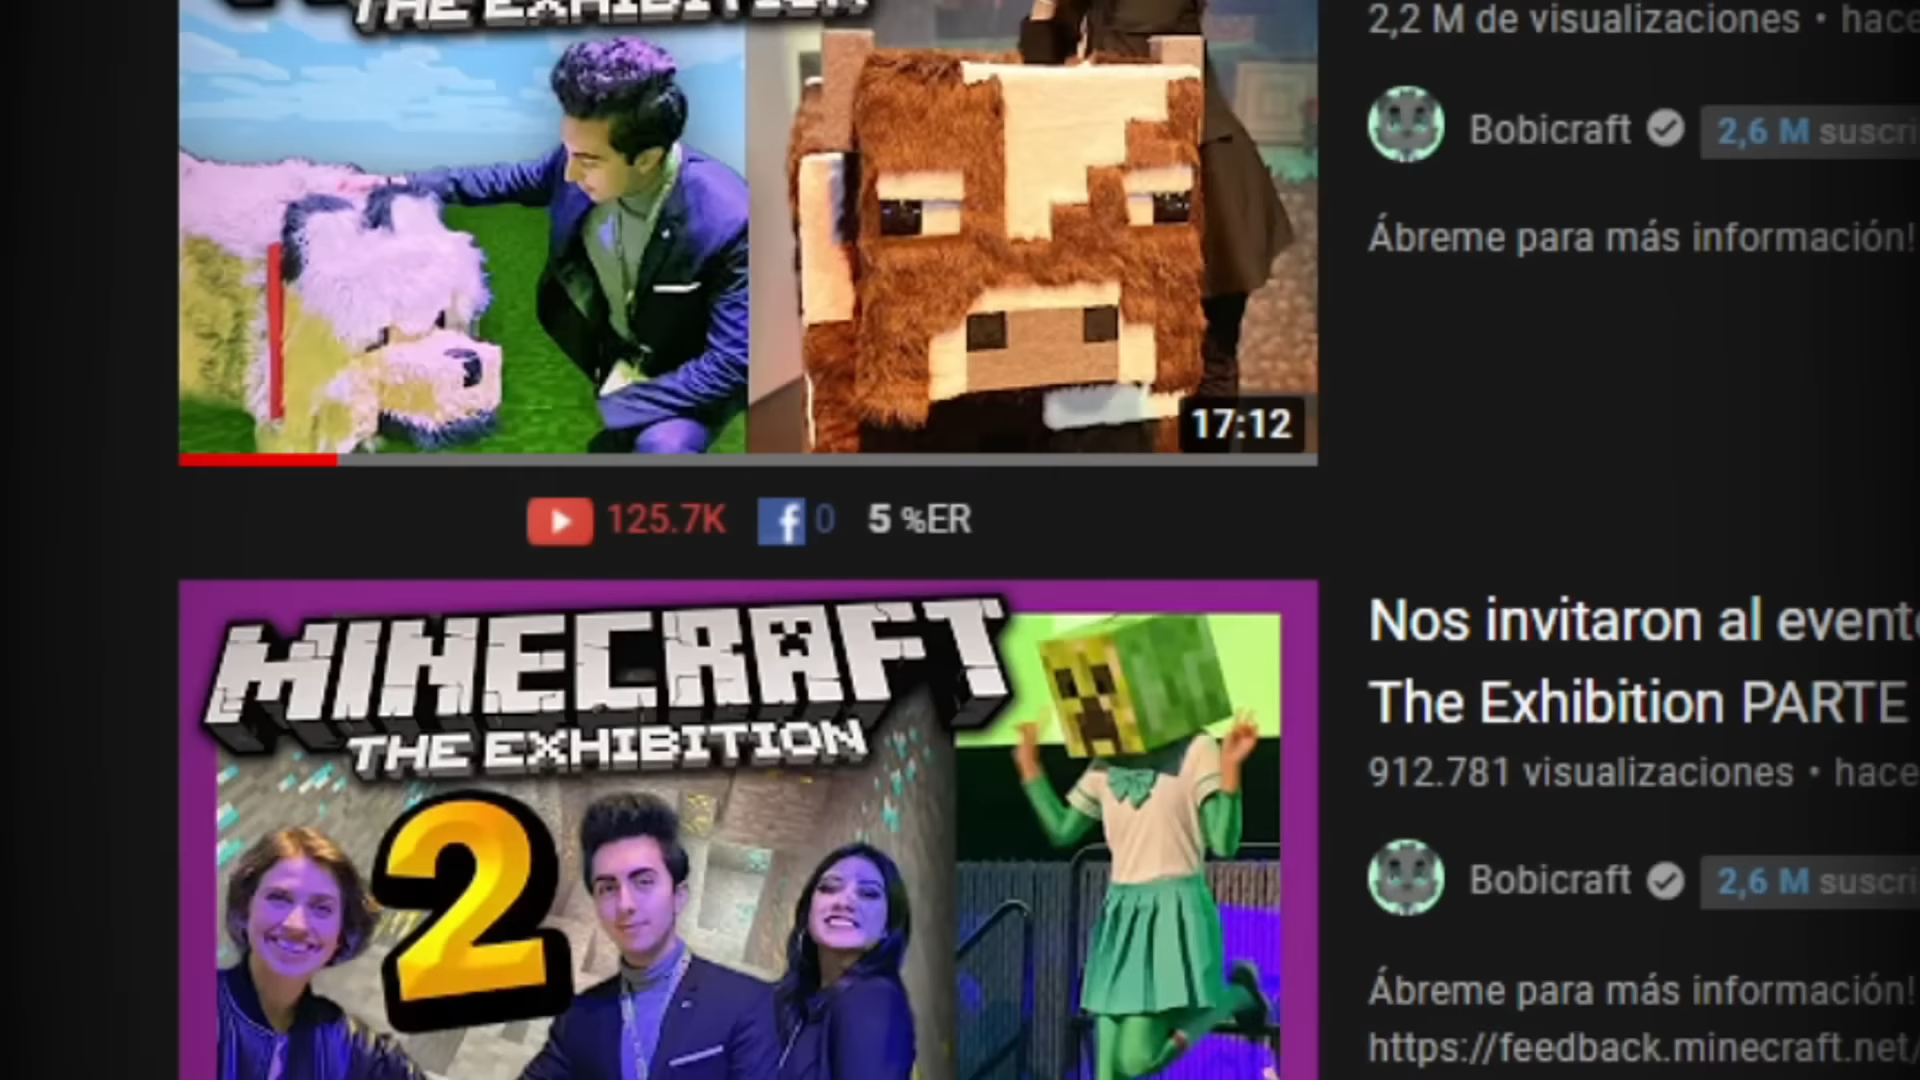 THE EXHIBITION
2,2 M de visualizaciones • hace
Bobicraft 2,6 M suscri
Ábreme para más información!
17:12
125.7K 0 5 %ER
MINECRAFT
THE EXHIBITION
2
Nos invitaron al evento
The Exhibition PARTE
912.781 visualizaciones • hace
Bobicraft 2,6 M suscri
Ábreme para más información!
https://feedback.minecraft.net/